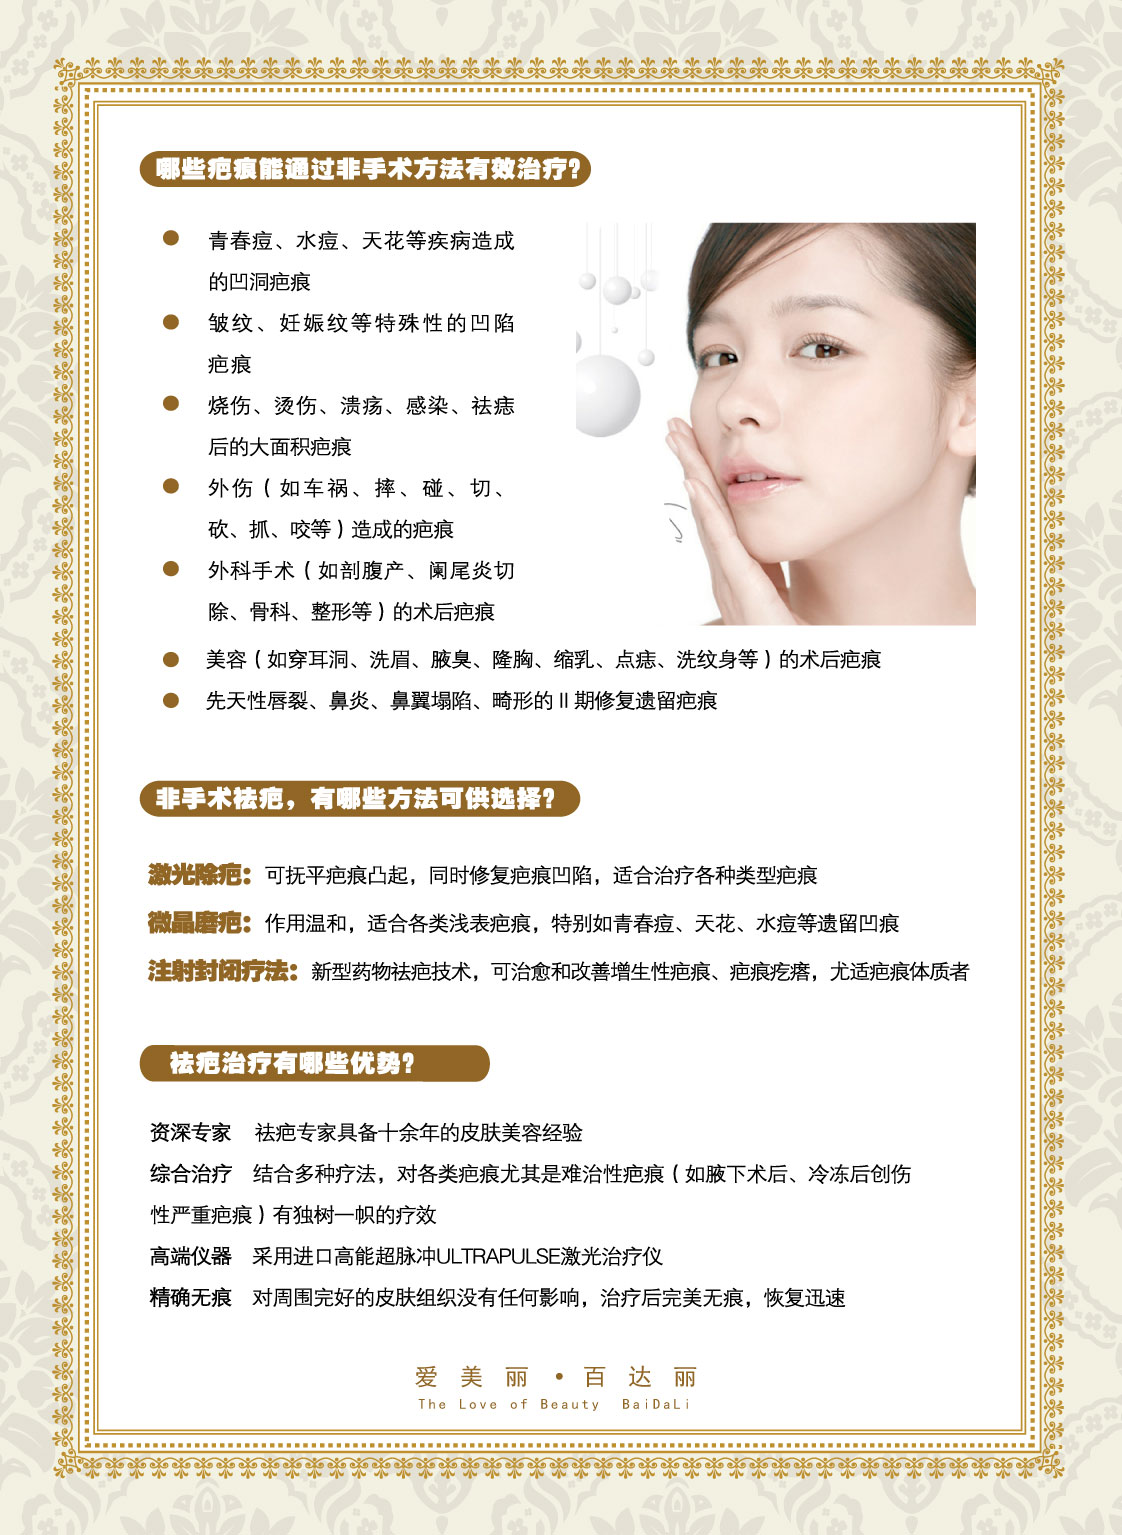 哪些疤痕能通过非手术方法有效治疗？
青春痘、水痘、天花等疾病造成
的凹洞疤痕
皱纹、妊娠纹等特殊性的凹陷
疤痕
烧伤、烫伤、溃疡、感染、祛痣
后的大面积疤痕
外伤（如车祸、摔、碰、切、
砍、抓、咬等）造成的疤痕
外科手术（如剖腹产、阑尾炎切
除、骨科、整形等）的术后疤痕
美容（如穿耳洞、洗眉、腋臭、隆胸、缩乳、点痣、洗纹身等）的术后疤痕
先天性唇裂、鼻炎、鼻翼塌陷、畸形的 II 期修复遗留疤痕
非手术祛疤，有哪些方法可供选择？
激光除疤：可抚平疤痕凸起，同时修复疤痕凹陷，适合治疗各种类型疤痕
微晶磨疤：作用温和，适合各类浅表疤痕，特别如青春痘、天花、水痘等遗留凹痕
注射封闭疗法：新型药物祛疤技术，可治愈和改善增生性疤痕、疤痕疙瘩，尤适疤痕体质者
祛疤治疗有哪些优势？
资深专家 祛疤专家具备十余年的皮肤美容经验
综合治疗 结合多种疗法，对各类疤痕尤其是难治性疤痕（如腋下术后、冷冻后创伤
性严重疤痕）有独树一帜的疗效
高端仪器 采用进口高能超脉冲ULTRAPULSE激光治疗仪
精确无痕 对周围完好的皮肤组织没有任何影响，治疗后完美无痕，恢复迅速
爱美丽·百达丽
The Love of Beauty BaiDaLi